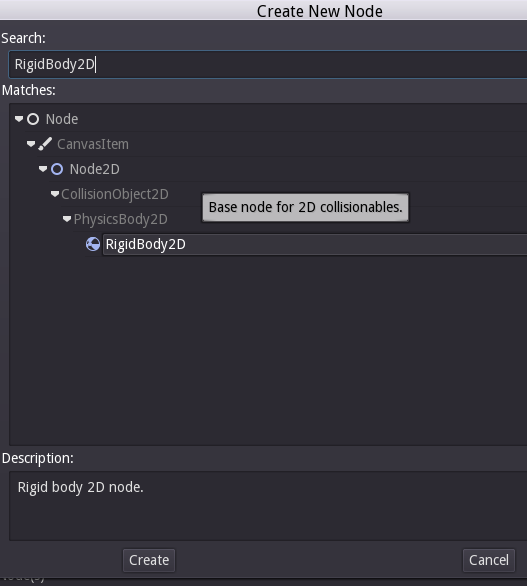 Create New Node
Search:
RigidBody2D
Matches:
Node
CanvasItem
Node2D
CollisionObject2D
Base node for 2D collisionables.
PhysicsBody2D
RigidBody2D
Description:
Rigid body 2D node.
Create
Cancel